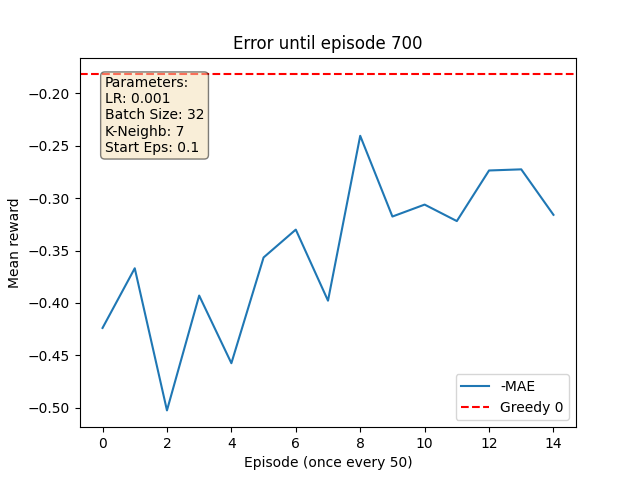 Error until episode 700
Parameters:
LR: 0.001
Batch Size: 32
K-Neighb: 7
Start Eps: 0.1
−0.20
−0.25
−0.30
−0.35
−0.40
−0.45
−0.50
Mean reward
-MAE
Greedy 0
0 2 4 6 8 10 12 14
Episode (once every 50)